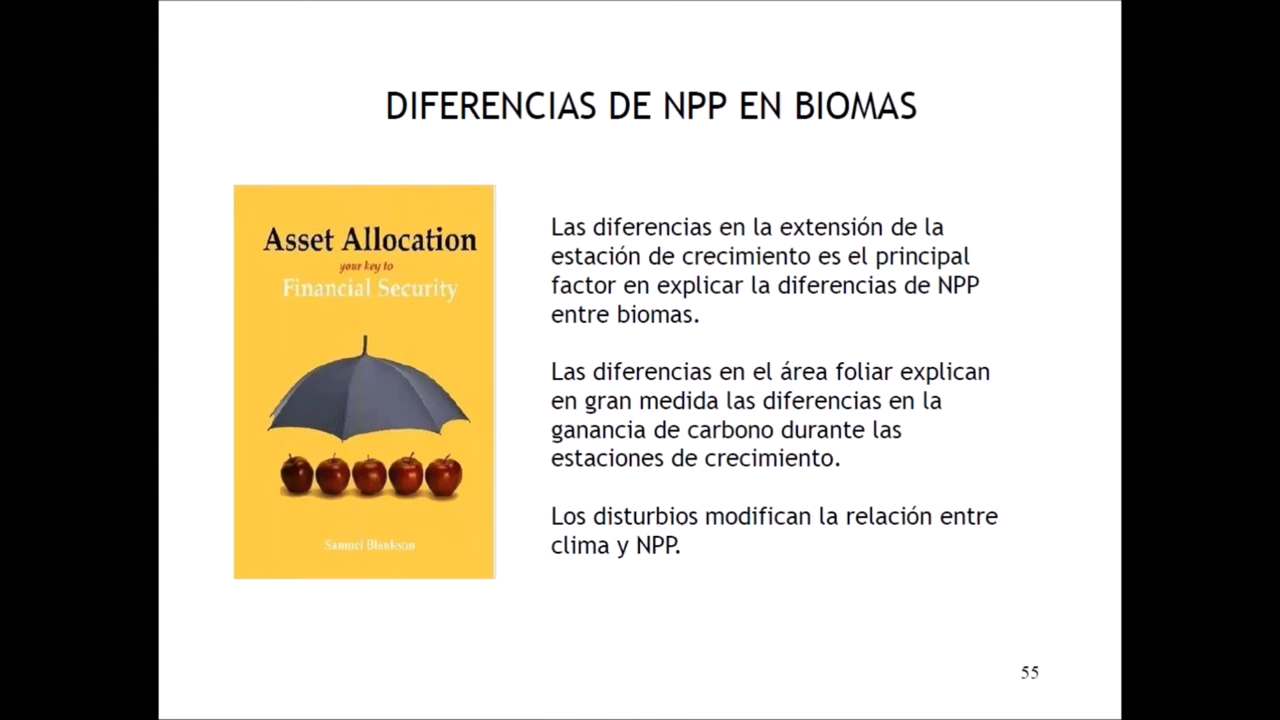 DIFERENCIAS DE NPP EN BIOMAS
Asset Allocation
your key to
Financial Security
Samuel Blankson
Las diferencias en la extensión de la
estación de crecimiento es el principal
factor en explicar la diferencias de NPP
entre biomas.
Las diferencias en el área foliar explican
en gran medida las diferencias en la
ganancia de carbono durante las
estaciones de crecimiento.
Los disturbios modifican la relación entre
clima y NPP.
55